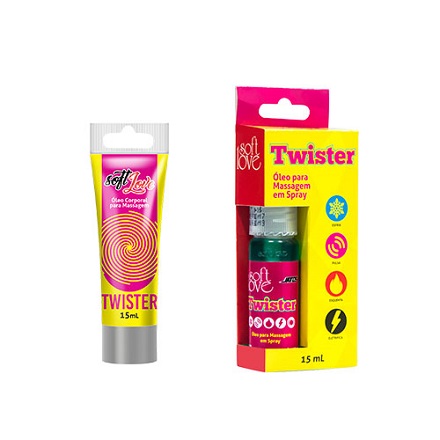 soft
Love
Óleo Corporal
para Massagem
TWISTER
15mL
soft
love
Twister
Óleo para
Massagem
em Spray
soft
love
Twister
Óleo para Massagem
em Spray
15 mL